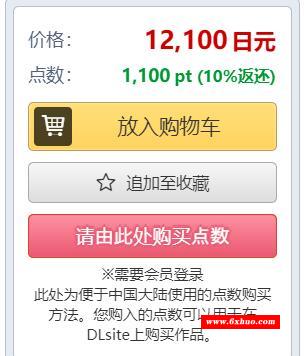 价格：
12,100日元
点数：
1,100 pt (10%返还)
放入购物车
追加至收藏
请由此处购买点数
※需要会员登录
此处为便于中国大陆使用的点数购买
方法。您购入的点数可以用于在
DLsite上购买作品。
www.6xhuo.com